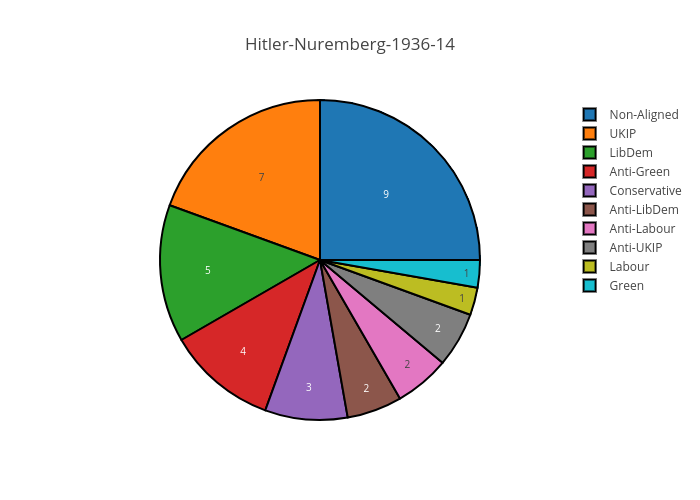 Hitler-Nuremberg-1936-14
Non-Aligned
UKIP
LibDem
Anti-Green
Conservative
Anti-LibDem
Anti-Labour
Anti-UKIP
Labour
Green
9
7
5
4
3
2
2
2
1
1